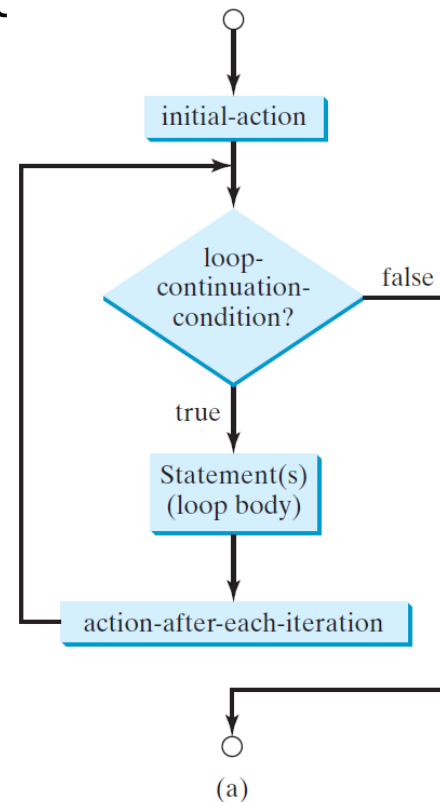 initial-action
loop-
continuation-
condition?
false
true
Statement(s)
(loop body)
action-after-each-iteration
(a)